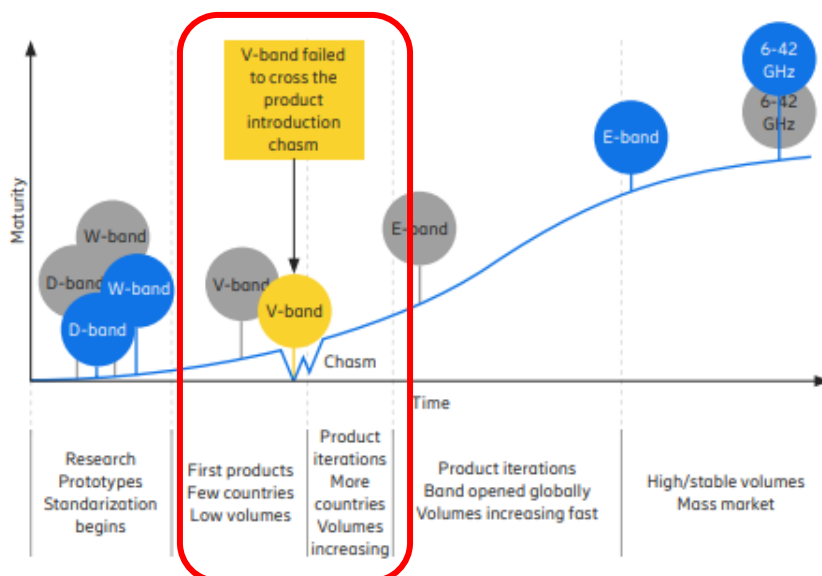 V-band failed
to cross the
product
introduction
chasm
6-42
GHz
6-42
GHz
E-band
E-band
W-band
D-band
W-band
D-band
V-band
V-band
Chasm
Maturity
Time
Research
Prototypes
Standarization
begins
First products
Few countries
Low volumes
Product
iterations
More
countries
Volumes
increasing
Product iterations
Band opened globally
Volumes increasing fast
High/stable volumes
Mass market